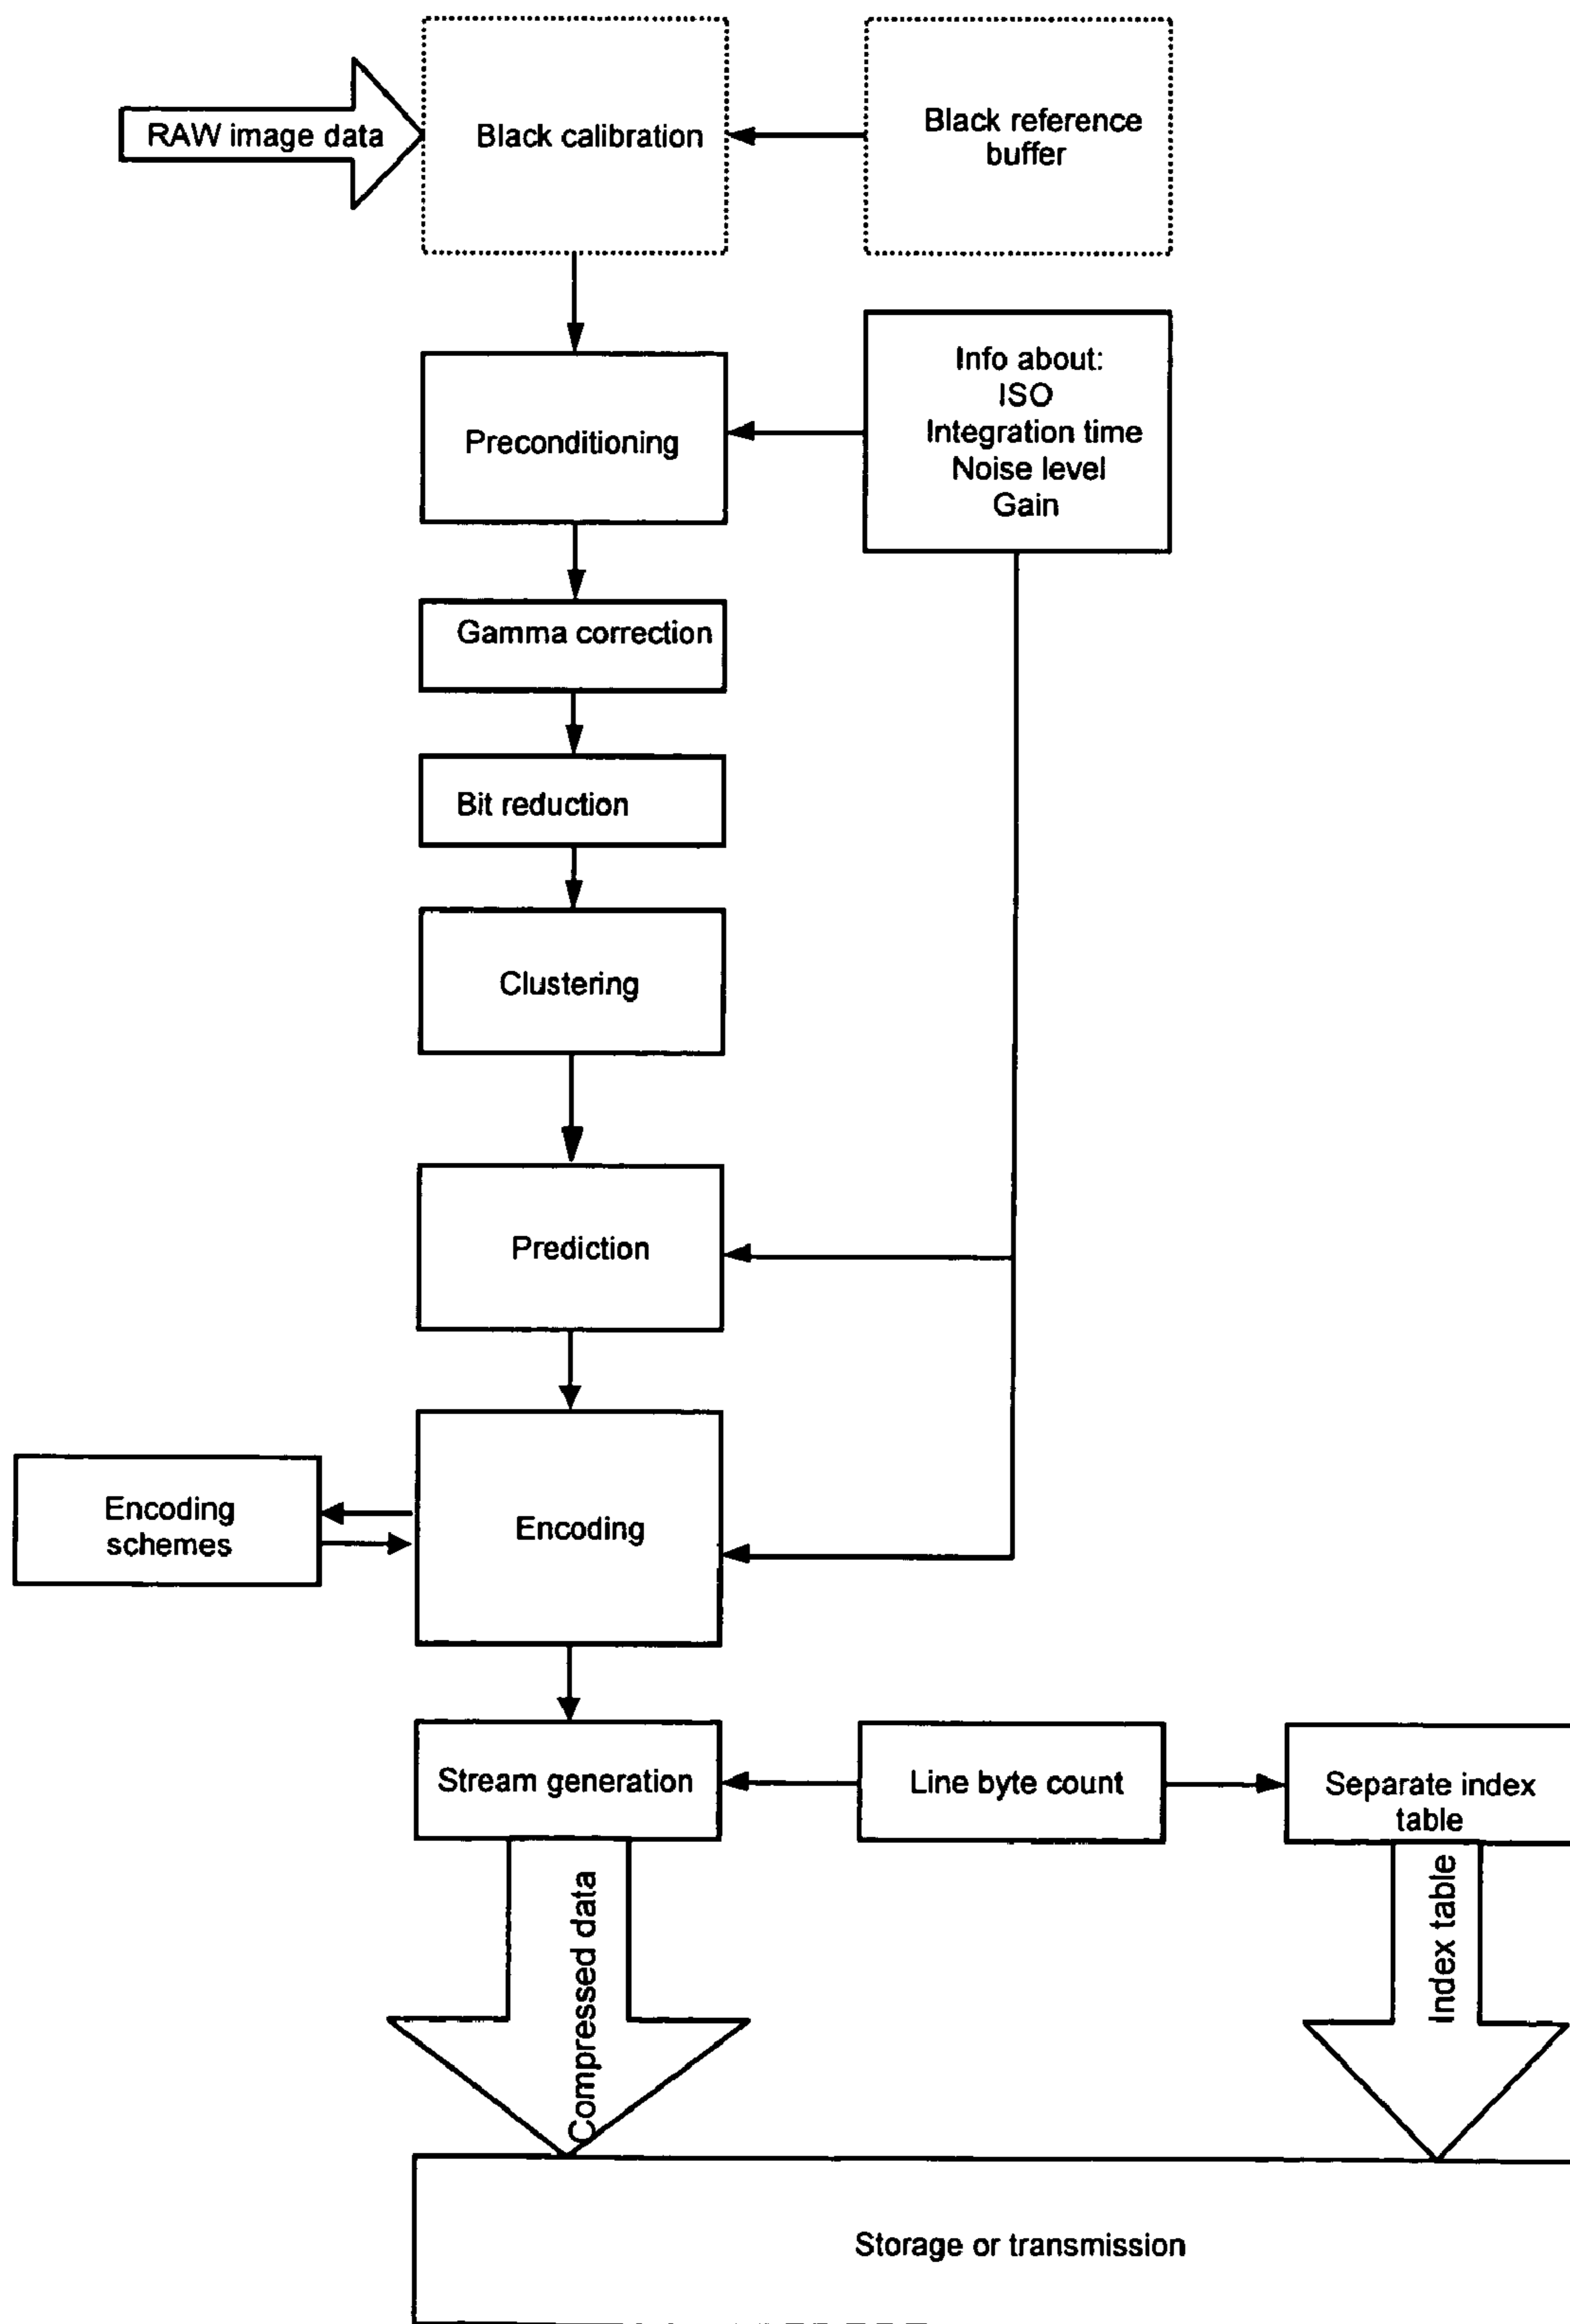 RAW image data
Black calibration
Black reference
buffer
Info about:
ISO
Integration time
Noise level
Gain
Preconditioning
Gamma correction
Bit reduction
Clustering
Prediction
Encoding
schemes
Encoding
Stream generation
Line byte count
Separate index
table
Compressed data
Index table
Storage or transmission